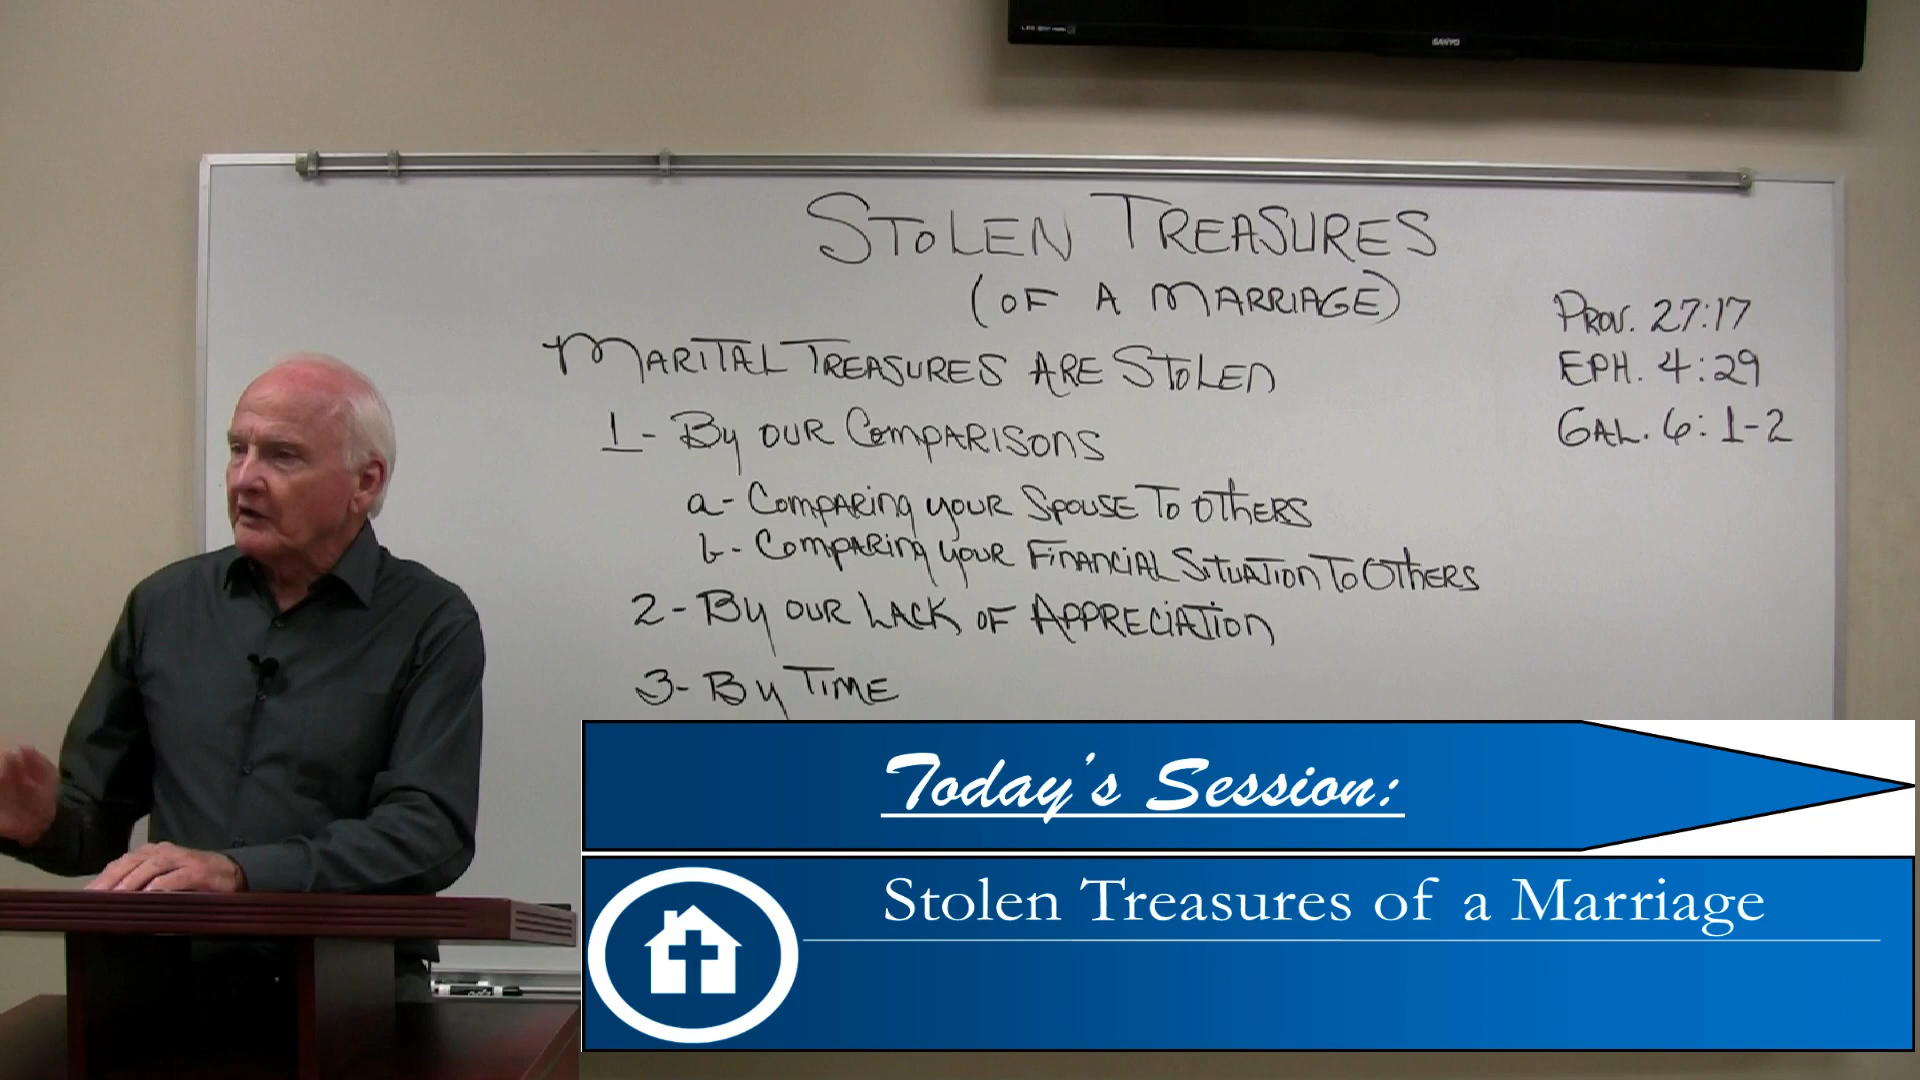 SANYO
STOLEN TREASURES
(OF A MARRIAGE)
PROV. 27:17
EPH. 4:29
GAL. 6:1-2
MARITAL TREASURES ARE STOLEN
1- By OUR COMPARISONS
a- COMPARING YOUR SPOUSE TO OTHERS
b- COMPARING YOUR FINANCIAL SITUATION TO OTHERS
2- By OUR LACK OF APPRECIATION
3- By TIME
Today's Session:
Stolen Treasures of a Marriage